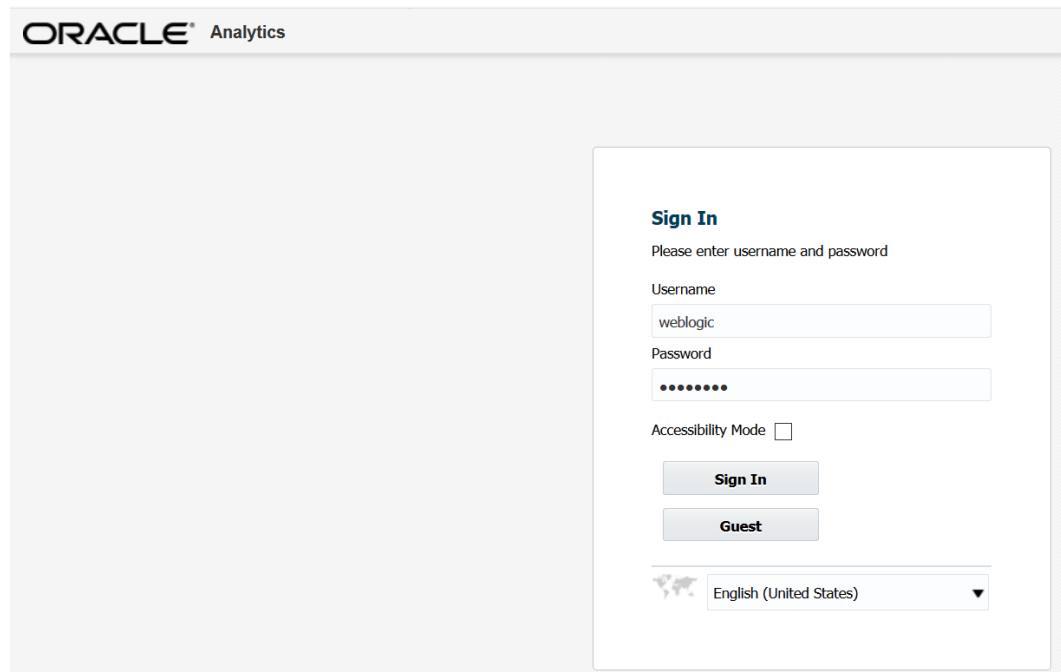 ORACLE® Analytics
Sign In
Please enter username and password
Username
weblogic
Password
••••••••
Accessibility Mode
Sign In
Guest
English (United States)